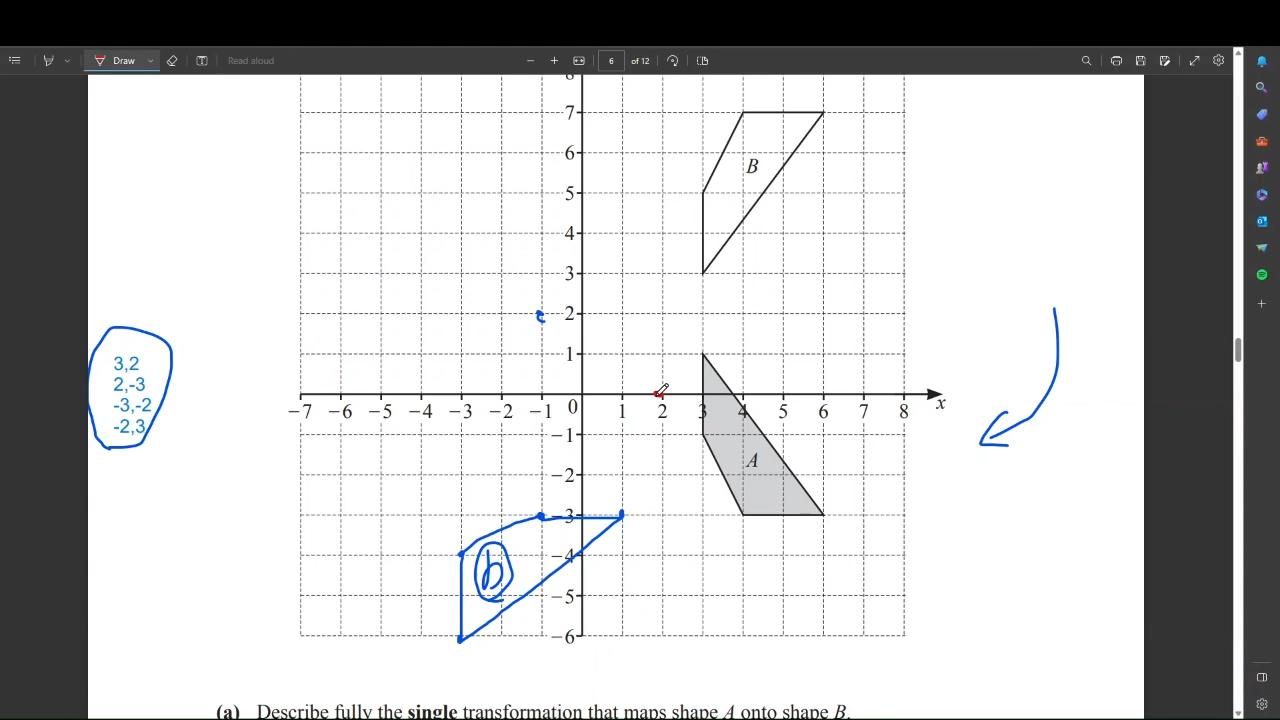 Draw
Read aloud
6
of 12
8
7
6
B
5
4
3
c
2
3,2
2,-3
-3,-2
-2,3
1
-7 -6 -5 -4 -3 -2 -1 0 1 2 3 4 5 6 7 8 x
-1
A
-2
-3
-4
b
-5
-6
(a) Describe fully the single transformation that maps shape A onto shape B.